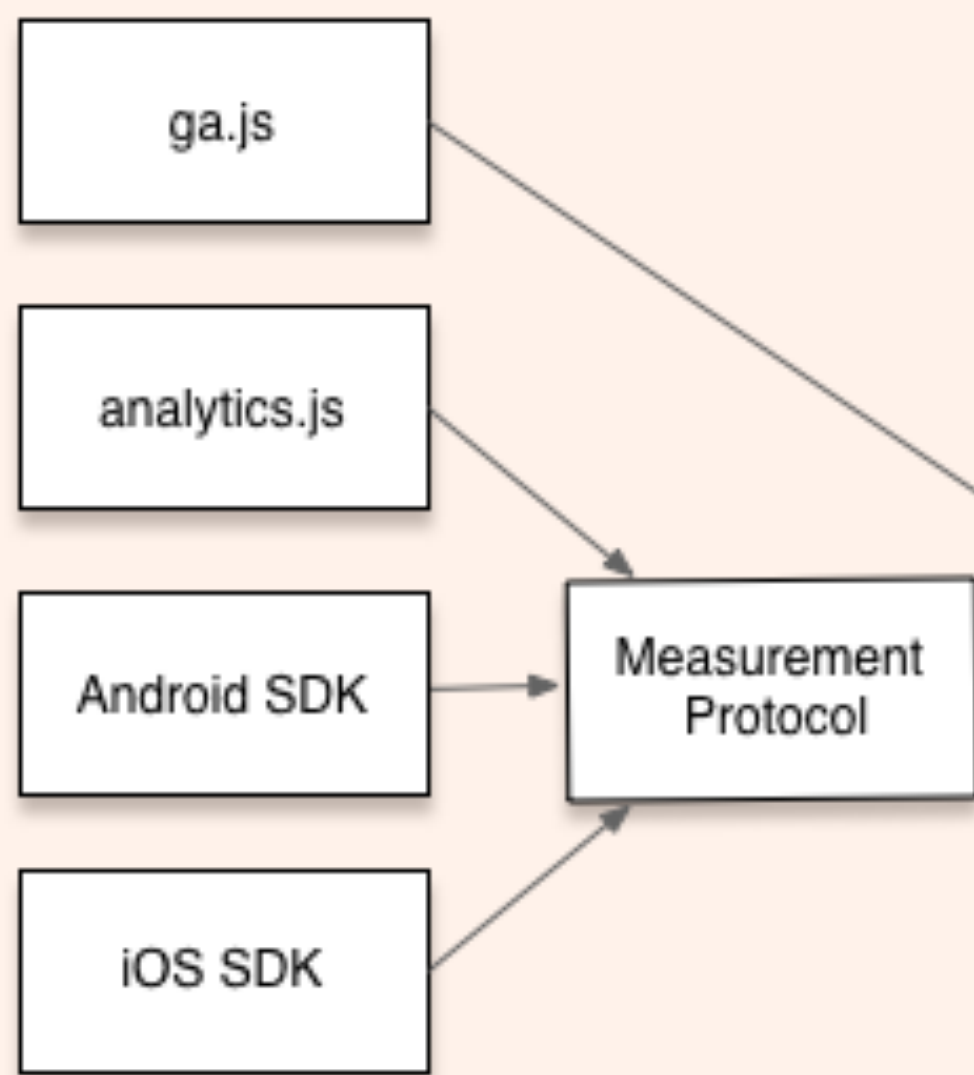 ga.js
analytics.js
Android SDK
Measurement
Protocol
iOS SDK